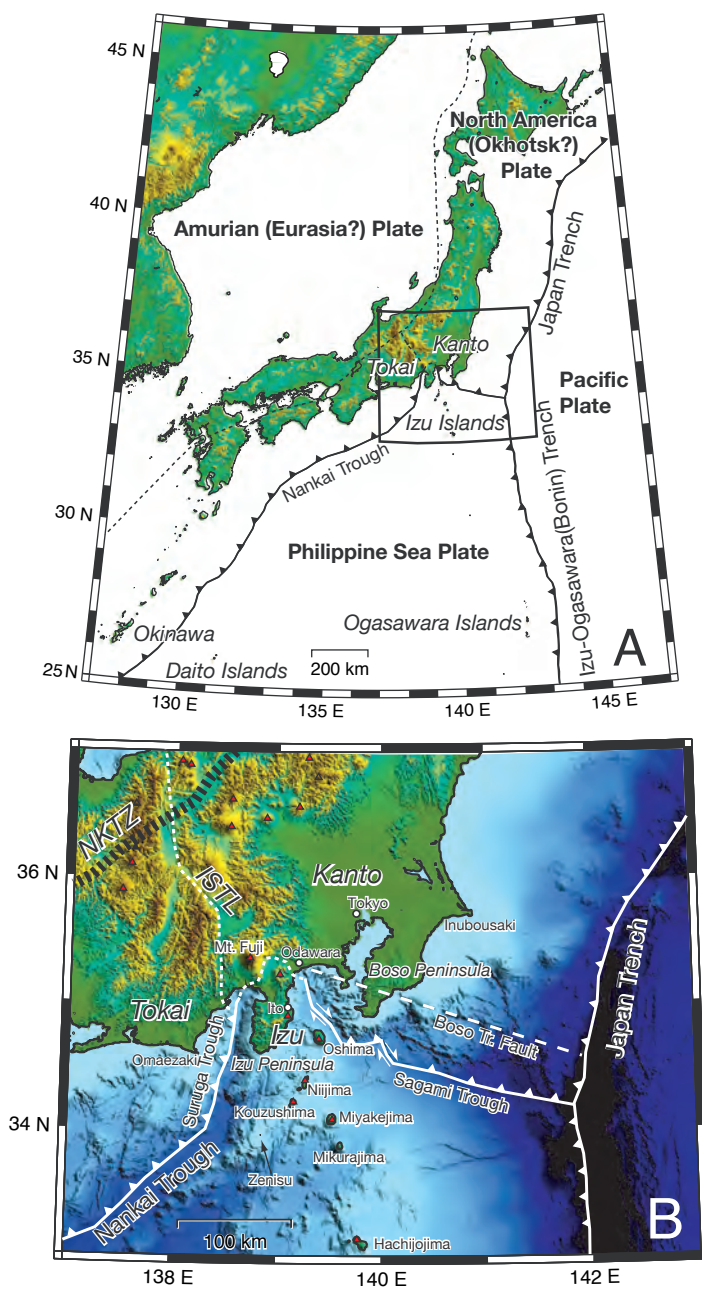 45 N
North America
(Okhotsk?)
Plate
40 N
Amurian (Eurasia?) Plate
Japan Trench
35 N
Kanto
Tokai
Pacific
Plate
Izu Islands
Nankai Trough
30 N
Izu-Ogasawara(Bonin) Trench
Philippine Sea Plate
Ogasawara Islands
Okinawa
A
200 km
Daito Islands
25 N
130 E
135 E
140 E
145 E
NKTZ
36 N
ISTL
Kanto
Tokyo
Inubousaki
Mt. Fuji
Odawara
Boso Peninsula
Japan Trench
Tokai
Ito
Izu
Boso Tr. Fault
Omaezaki
Suruga Trough
Oshima
Izu Peninsula
Sagami Trough
Niijima
34 N
Kouzushima
Miyakejima
Nankai Trough
Mikurajima
Zenisu
100 km
Hachijojima
B
138 E
140 E
142 E